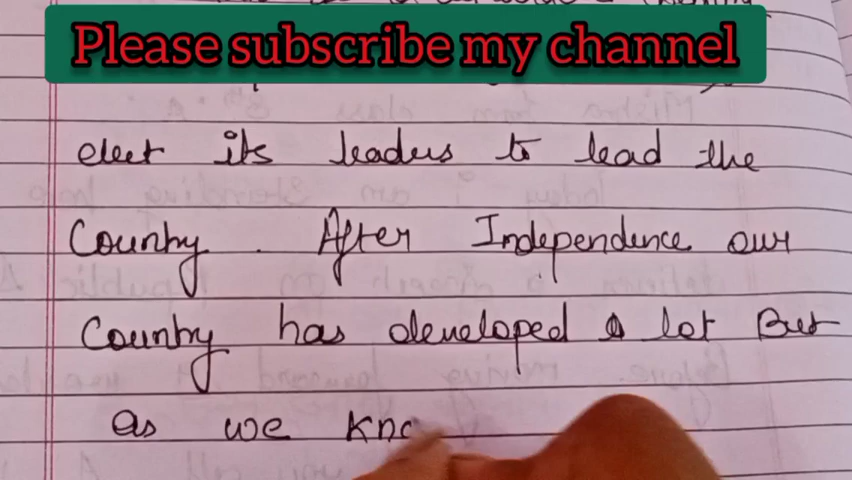 Please subscribe my channel
elect its leaders to lead the
Country. After Independence our
Country has developed a lot But
as we kno